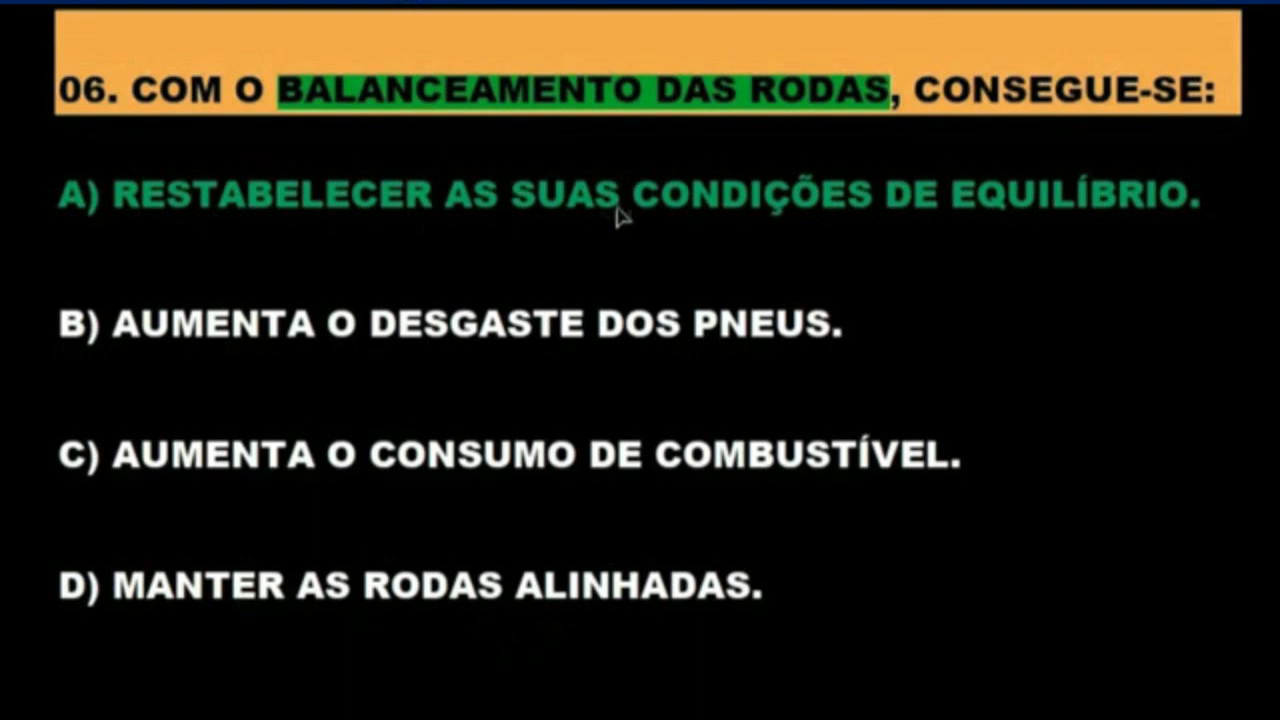 06. COM O BALANCEAMENTO DAS RODAS, CONSEGUE-SE:
A) RESTABELECER AS SUAS CONDIÇÕES DE EQUILÍBRIO.
B) AUMENTA O DESGASTE DOS PNEUS.
C) AUMENTA O CONSUMO DE COMBUSTÍVEL.
D) MANTER AS RODAS ALINHADAS.